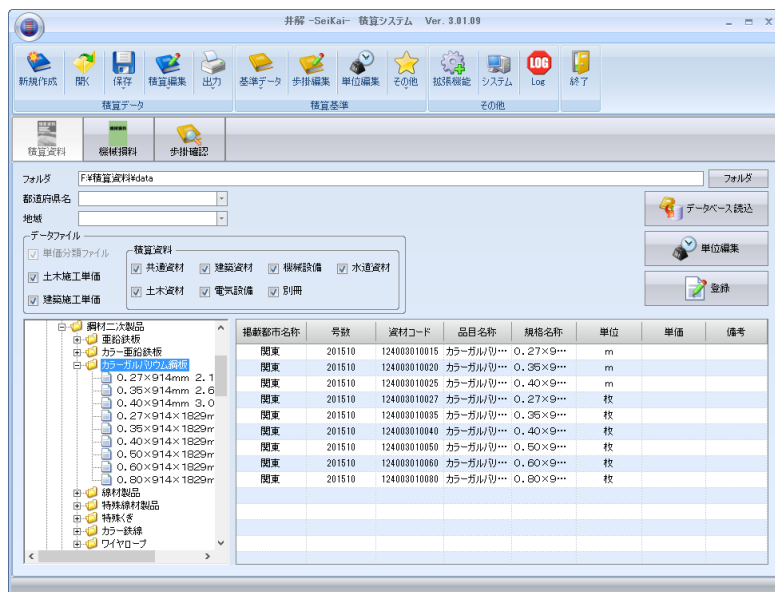 井解 -SeiKai- 積算システム Ver. 3.01.09
新規作成 開く 保存 積算編集 出力 基準データ 歩掛編集 単位編集 その他 拡張機能 システム Log 終了
LOG
積算データ 積算基準 その他
積算資料 機械損料 歩掛確認
フォルダ F:¥積算資料¥data フォルダ
都道府県名
地域
データベース読込
単位編集
登録
データファイル
単価分類ファイル
土木施工単価
建築施工単価
積算資料
共通資材 建築資材 機械設備 水道資材
土木資材 電気設備 別冊
鋼材二次製品
亜鉛鉄板
カラー亜鉛鉄板
カラーガルバリウム鋼板
0.27×914mm 2.1
0.35×914mm 2.6
0.40×914mm 3.0
0.27×914×1829m
0.35×914×1829m
0.40×914×1829m
0.50×914×1829m
0.60×914×1829m
0.80×914×1829m
線材製品
特殊線材製品
特殊くぎ
カラー鉄線
ワイヤロープ
掲載都市名称 号数 資材コード 品目名称 規格名称 単位 単価 備考
関東 201510 124003010015 カラーガルバリ… 0.27×9… m
関東 201510 124003010020 カラーガルバリ… 0.35×9… m
関東 201510 124003010025 カラーガルバリ… 0.40×9… m
関東 201510 124003010027 カラーガルバリ… 0.27×9… 枚
関東 201510 124003010035 カラーガルバリ… 0.35×9… 枚
関東 201510 124003010040 カラーガルバリ… 0.40×9… 枚
関東 201510 124003010050 カラーガルバリ… 0.50×9… 枚
関東 201510 124003010060 カラーガルバリ… 0.60×9… 枚
関東 201510 124003010080 カラーガルバリ… 0.80×9… 枚